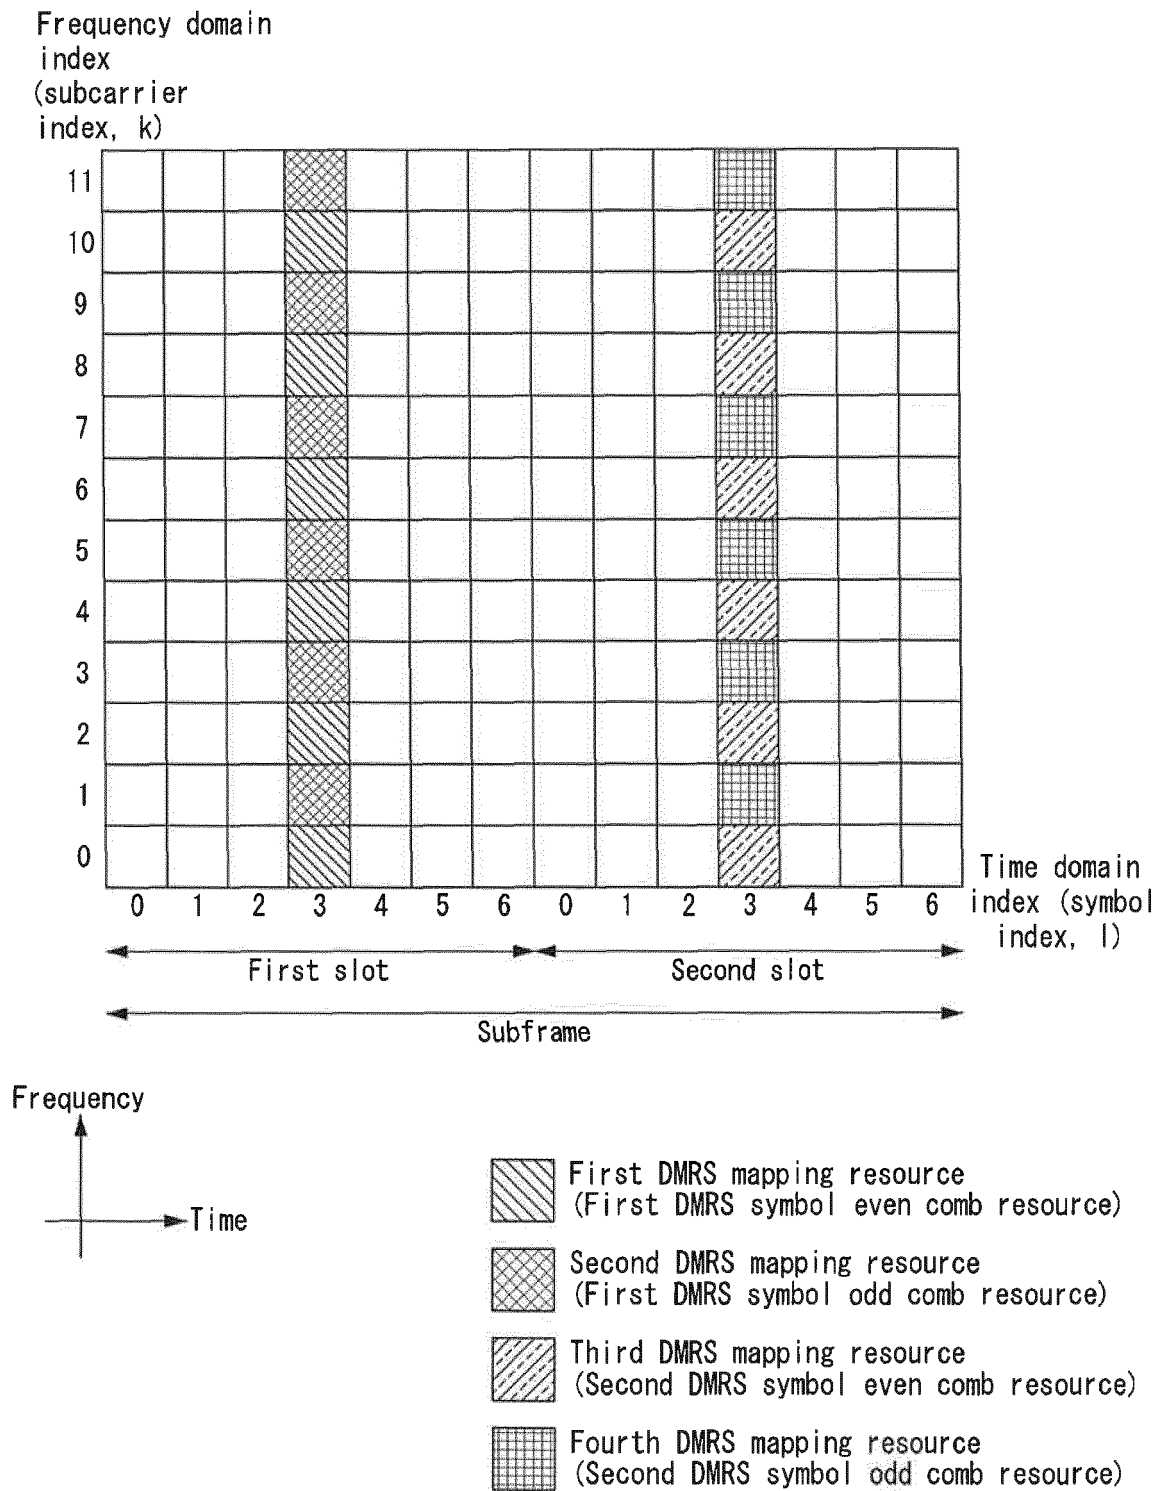 Frequency domain
index
(subcarrier
index, k)
11
10
9
8
7
6
5
4
3
2
1
0
0 1 2 3 4 5 6 0 1 2 3 4 5 6
Time domain
index (symbol
index, l)
First slot
Second slot
Subframe
Frequency
Time
First DMRS mapping resource
(First DMRS symbol even comb resource)
Second DMRS mapping resource
(First DMRS symbol odd comb resource)
Third DMRS mapping resource
(Second DMRS symbol even comb resource)
Fourth DMRS mapping resource
(Second DMRS symbol odd comb resource)